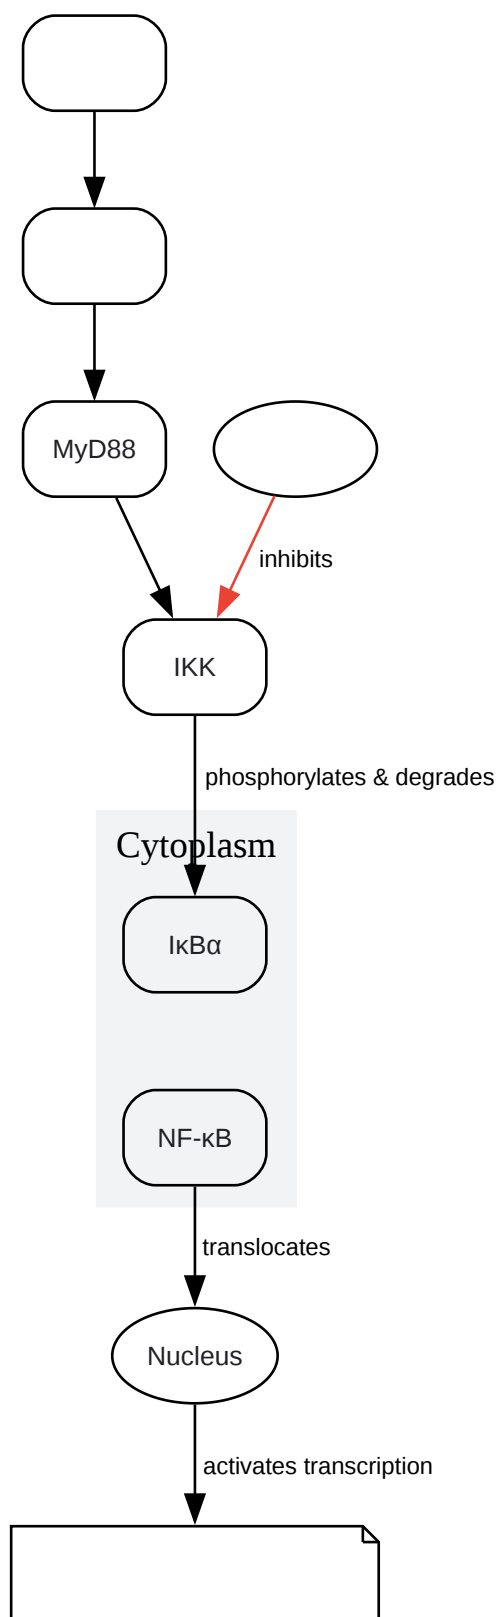 MyD88
inhibits
IKK
phosphorylates & degrades
Cytoplasm
IκBα
NF-κB
translocates
Nucleus
activates transcription